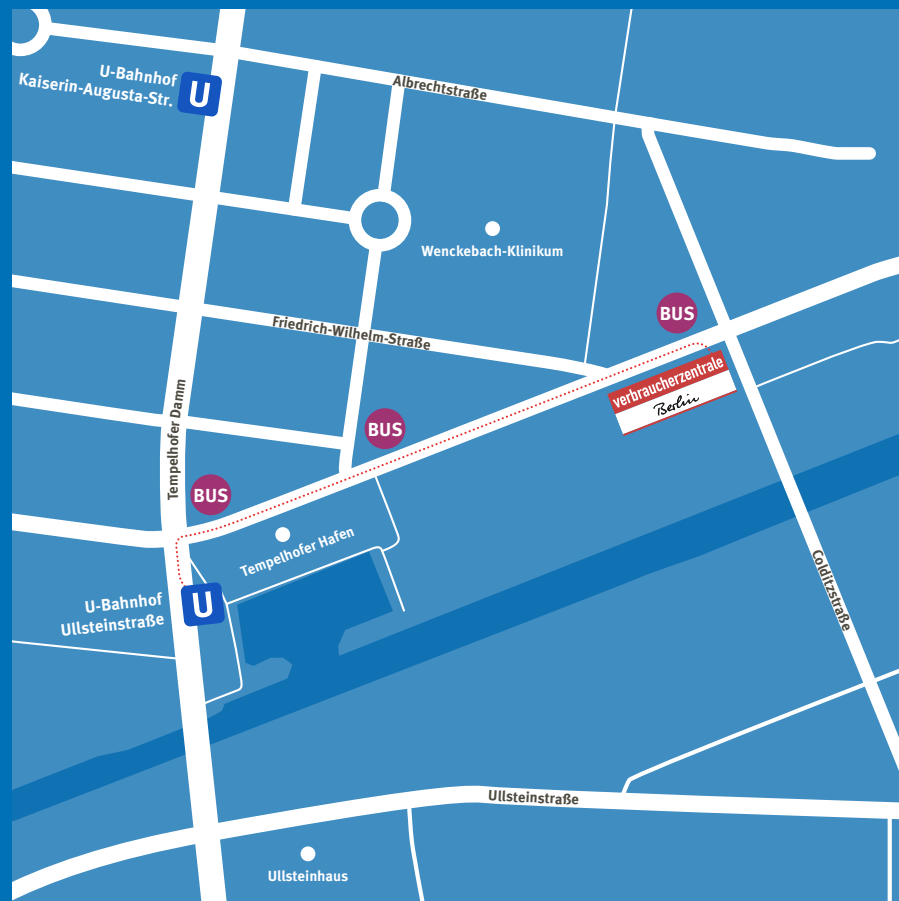 U-Bahnhof
Kaiserin-Augusta-Str.
U
Albrechtstraße
Wenckebach-Klinikum
BUS
Friedrich-Wilhelm-Straße
verbraucherzentrale
Berlin
Tempelhofer Damm
BUS
BUS
Tempelhofer Hafen
U-Bahnhof
Ullsteinstraße
U
Colditzstraße
Ullsteinstraße
Ullsteinhaus